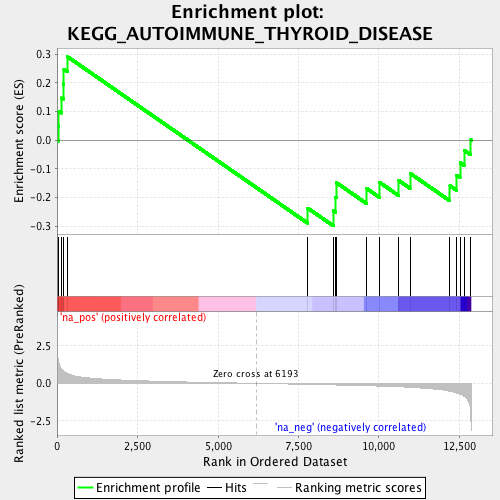 Enrichment plot:
KEGG_AUTOIMMUNE_THYROID_DISEASE
Enrichment score (ES)
0.3
0.2
0.1
0.0
-0.1
-0.2
-0.3
'na_pos' (positively correlated)
Ranked list metric (PreRanked)
2.5
0.0
-2.5
Zero cross at 6193
'na_neg' (negatively correlated)
0 2,500 5,000 7,500 10,000 12,500
Rank in Ordered Dataset
Enrichment profile Hits Ranking metric scores